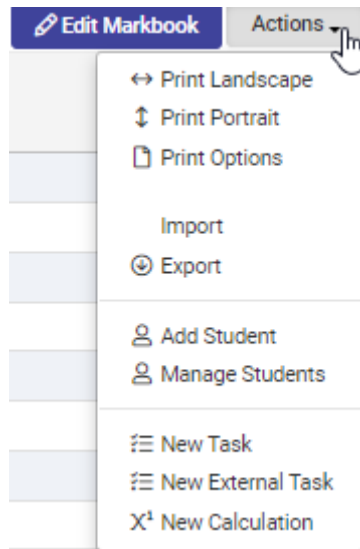 Edit Markbook
Actions
Print Landscape
Print Portrait
Print Options
Import
Export
Add Student
Manage Students
New Task
New External Task
X¹ New Calculation